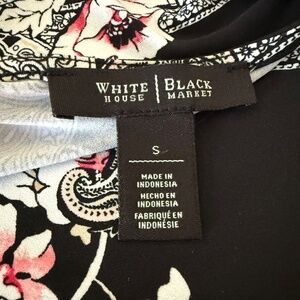 WHITE HOUSE | BLACK MARKET
S
MADE IN
INDONESIA
HECHO EN
INDONESIA
FABRIQUÉ EN
INDONÉSIE